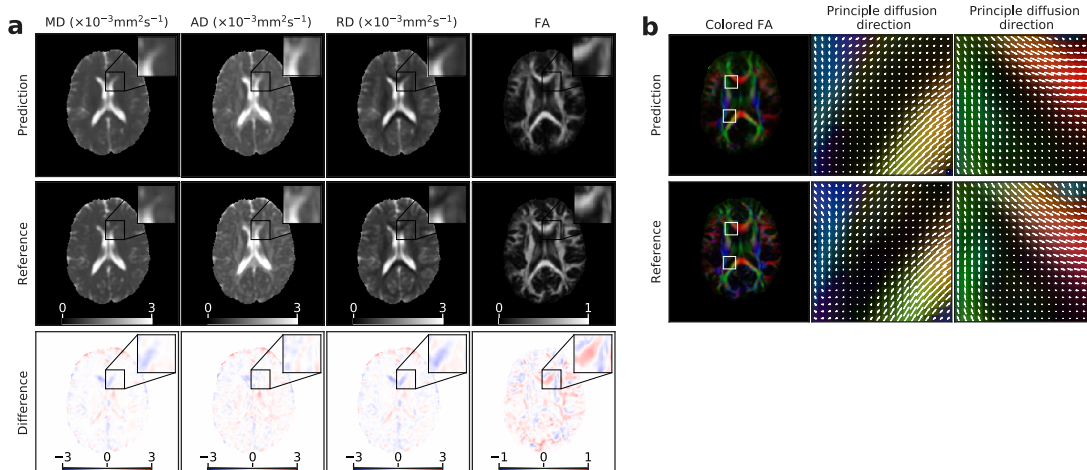 a
MD (×10⁻³mm²s⁻¹)
AD (×10⁻³mm²s⁻¹)
RD (×10⁻³mm²s⁻¹)
FA
Prediction
Reference
0 3
0 3
0 3
0 1
Difference
−3 0 3
−3 0 3
−3 0 3
−1 0 1
b
Colored FA
Principle diffusion
direction
Principle diffusion
direction
Prediction
Reference